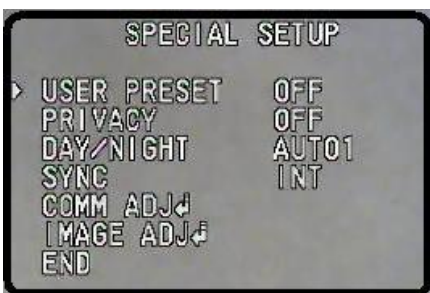 SPECIAL SETUP
USER PRESET OFF
PRIVACY OFF
DAY/NIGHT AUTO1
SYNC INT
COMM ADJ↲
IMAGE ADJ↲
END